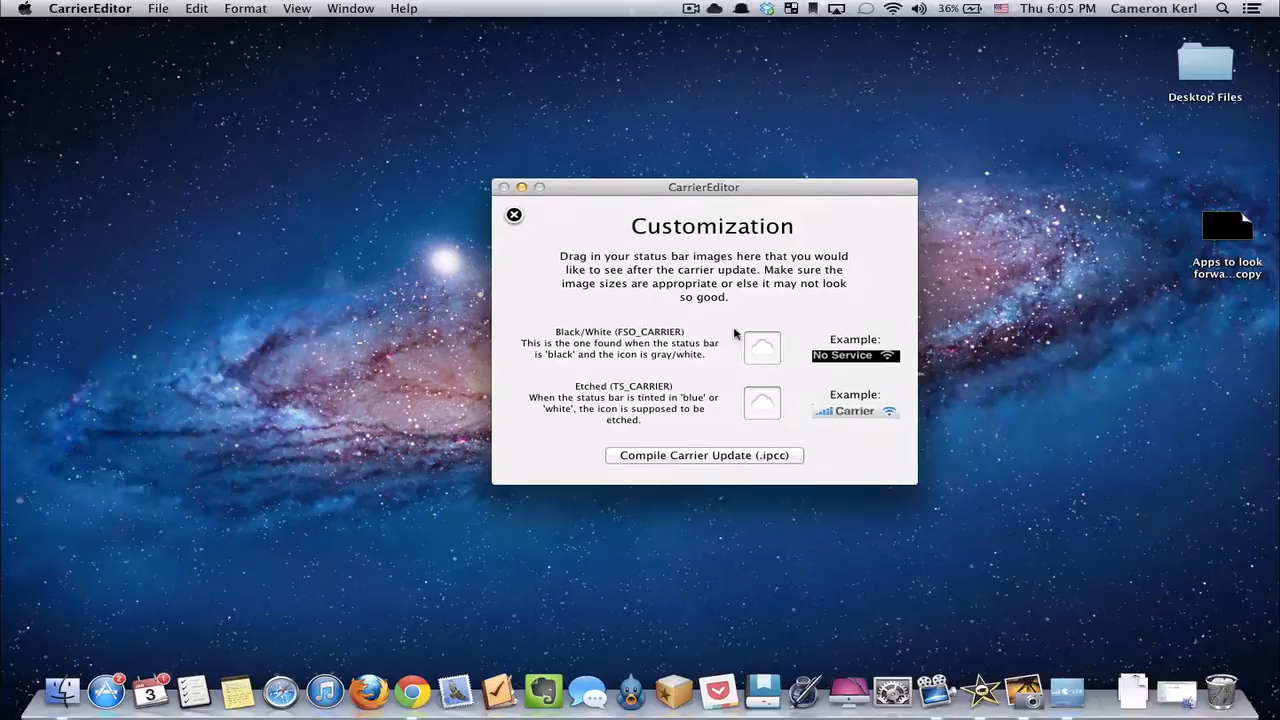 CarrierEditor File Edit Format View Window Help 36% Thu 6:05 PM Cameron Kerl
Desktop Files
CarrierEditor
Customization
Drag in your status bar images here that you would
like to see after the carrier update. Make sure the
image sizes are appropriate or else it may not look
so good.
Black/White (FSO_CARRIER)
This is the one found when the status bar
is 'black' and the icon is gray/white.
Example:
No Service
Etched (TS_CARRIER)
When the status bar is tinted in 'blue' or
'white', the icon is supposed to be
etched.
Example:
Carrier
Compile Carrier Update (.ipcc)
Apps to look
forwa...copy
2
1
3